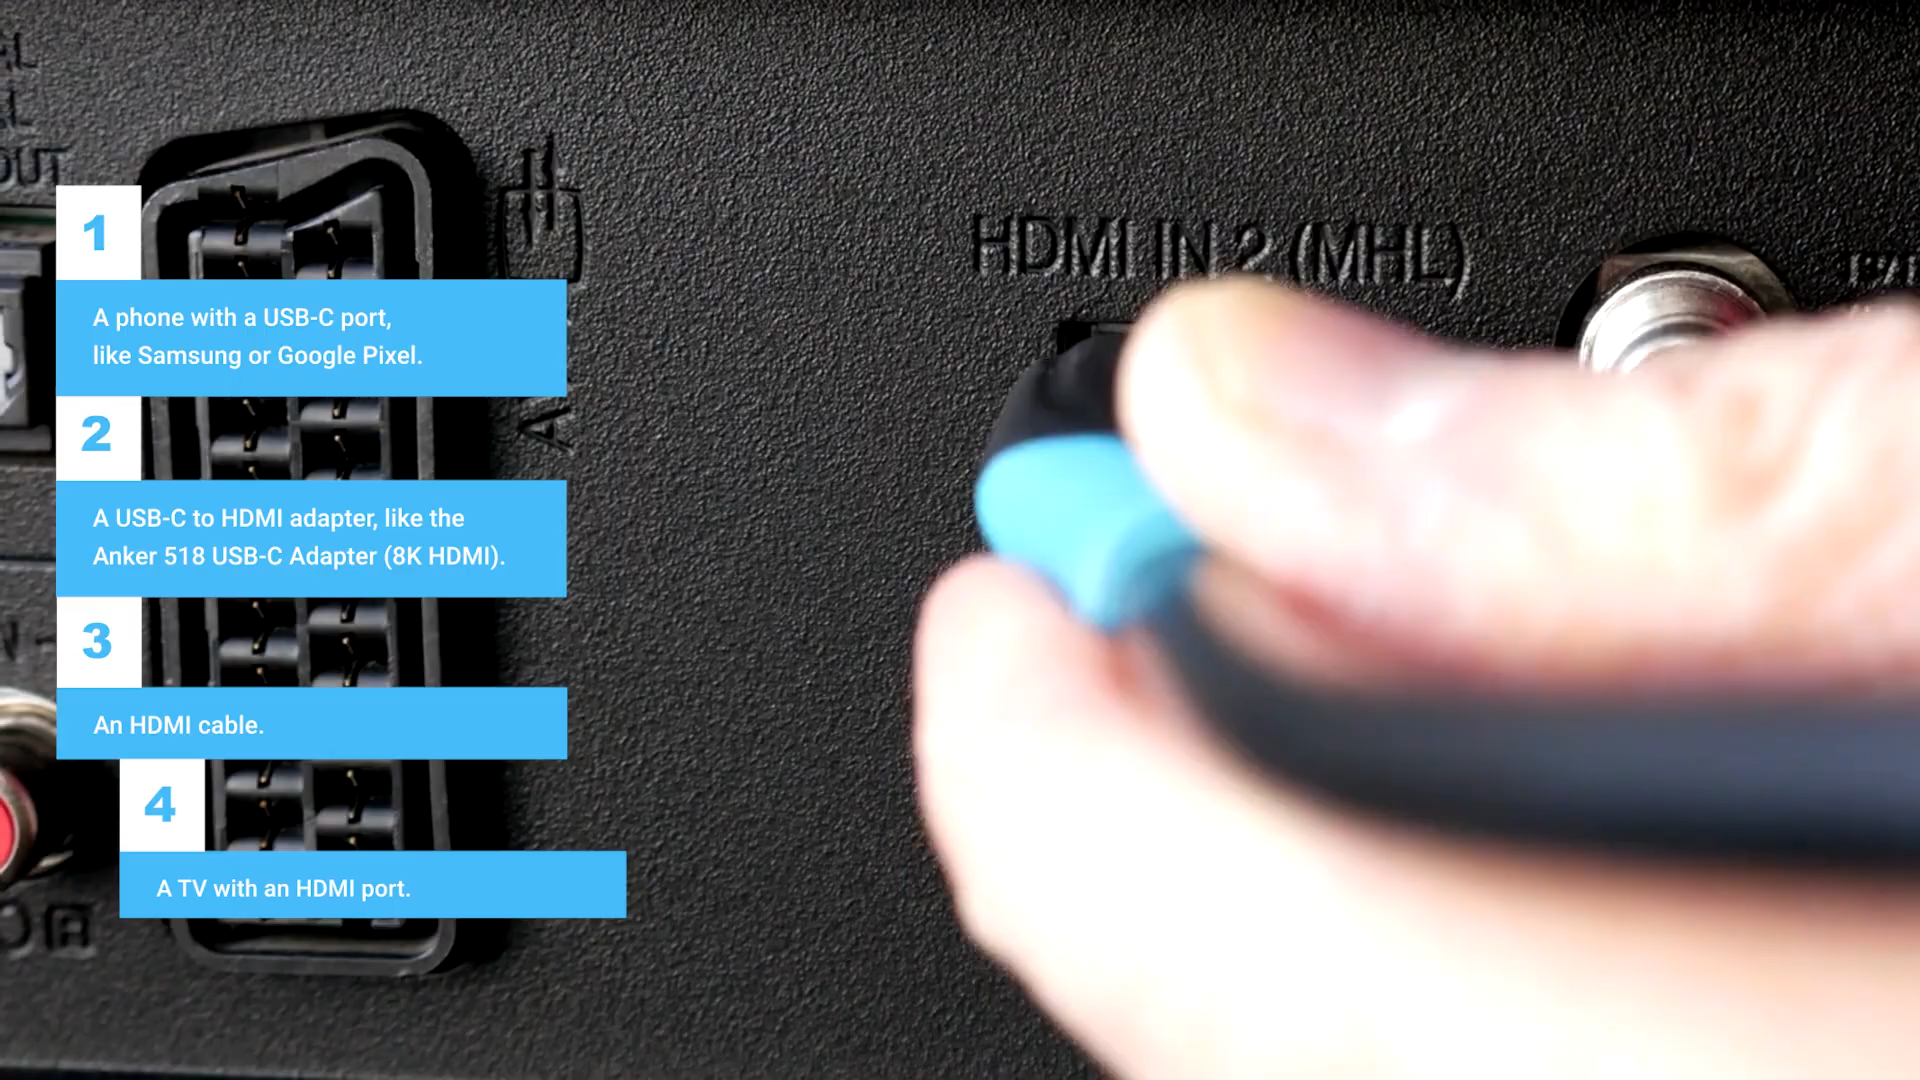 OUT
HDMI IN 2 (MHL)
1
A phone with a USB-C port,
like Samsung or Google Pixel.
2
A USB-C to HDMI adapter, like the
Anker 518 USB-C Adapter (8K HDMI).
3
An HDMI cable.
4
A TV with an HDMI port.